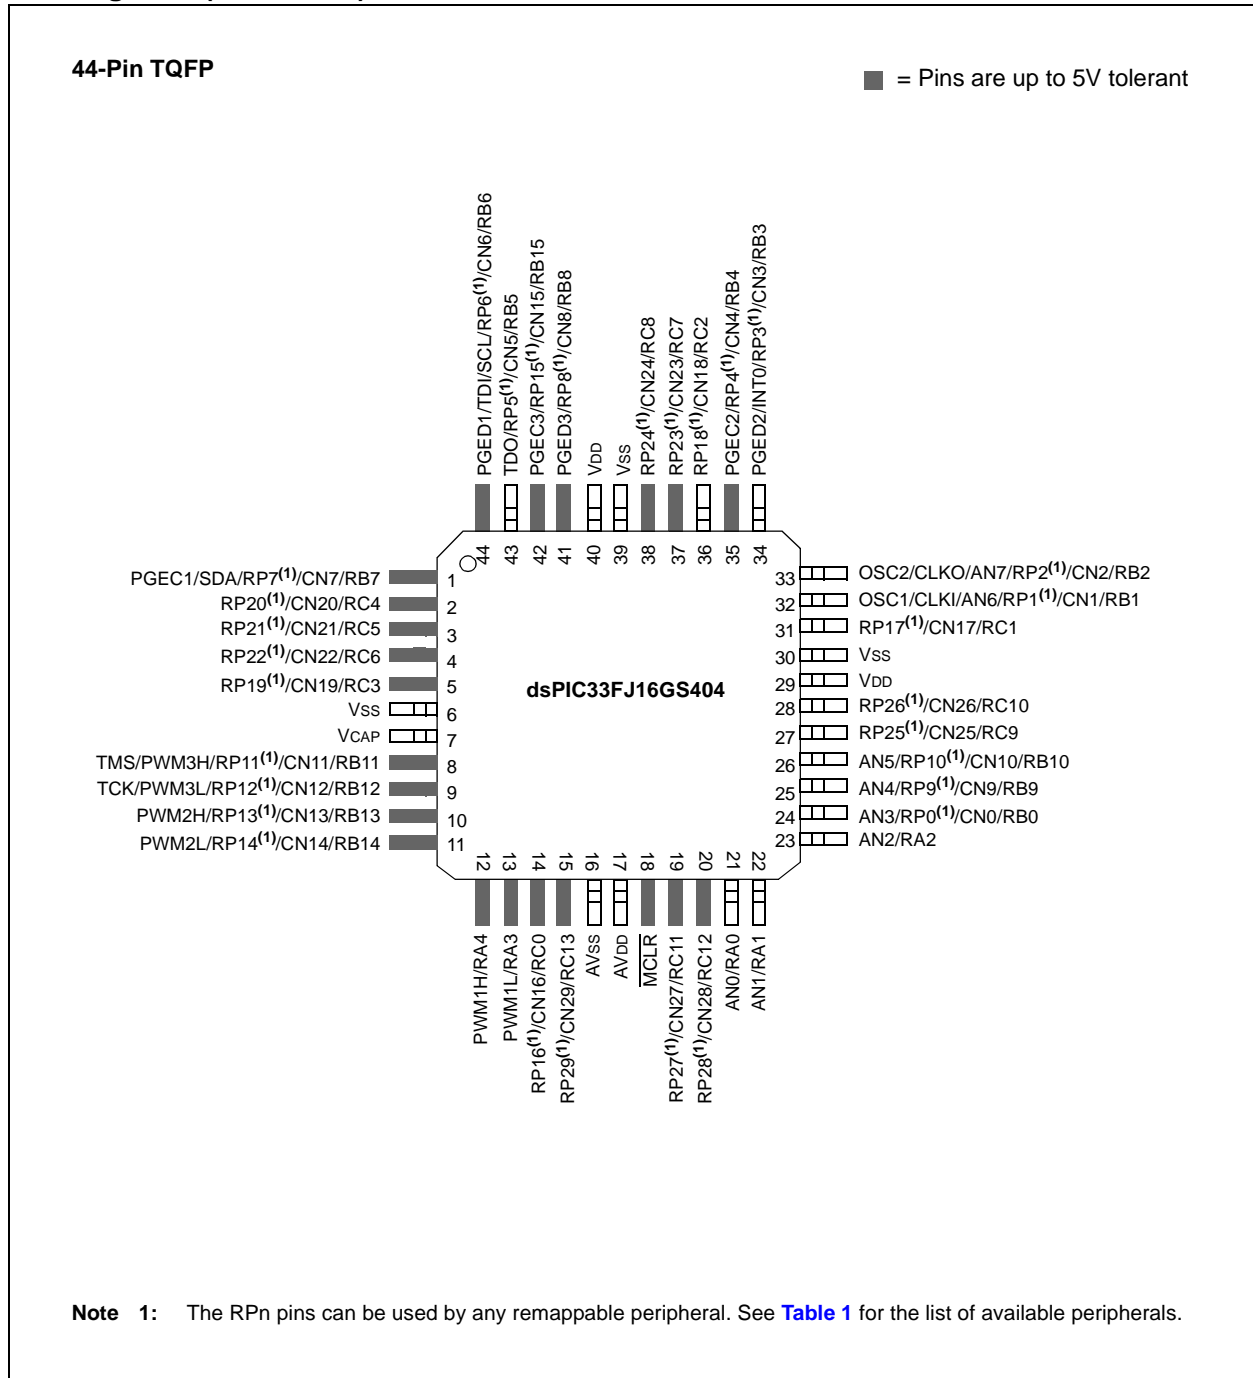 44-Pin TQFP
= Pins are up to 5V tolerant
PGED1/TDI/SCL/RP6(1)/CN6/RB6
TDO/RP5(1)/CN5/RB5
PGEC3/RP15(1)/CN15/RB15
PGED3/RP8(1)/CN8/RB8
VDD
VSS
RP24(1)/CN24/RC8
RP23(1)/CN23/RC7
RP18(1)/CN18/RC2
PGEC2/RP4(1)/CN4/RB4
PGED2/INT0/RP3(1)/CN3/RB3
44 43 42 41 40 39 38 37 36 35 34
PGEC1/SDA/RP7(1)/CN7/RB7 1
RP20(1)/CN20/RC4 2
RP21(1)/CN21/RC5 3
RP22(1)/CN22/RC6 4
RP19(1)/CN19/RC3 5
VSS 6
VCAP 7
TMS/PWM3H/RP11(1)/CN11/RB11 8
TCK/PWM3L/RP12(1)/CN12/RB12 9
PWM2H/RP13(1)/CN13/RB13 10
PWM2L/RP14(1)/CN14/RB14 11
dsPIC33FJ16GS404
33 OSC2/CLKO/AN7/RP2(1)/CN2/RB2
32 OSC1/CLKI/AN6/RP1(1)/CN1/RB1
31 RP17(1)/CN17/RC1
30 VSS
29 VDD
28 RP26(1)/CN26/RC10
27 RP25(1)/CN25/RC9
26 AN5/RP10(1)/CN10/RB10
25 AN4/RP9(1)/CN9/RB9
24 AN3/RP0(1)/CN0/RB0
23 AN2/RA2
12 13 14 15 16 17 18 19 20 21 22
PWM1H/RA4
PWM1L/RA3
RP16(1)/CN16/RC0
RP29(1)/CN29/RC13
AVSS
AVDD
MCLR
RP27(1)/CN27/RC11
RP28(1)/CN28/RC12
AN0/RA0
AN1/RA1
Note 1: The RPn pins can be used by any remappable peripheral. See Table 1 for the list of available peripherals.